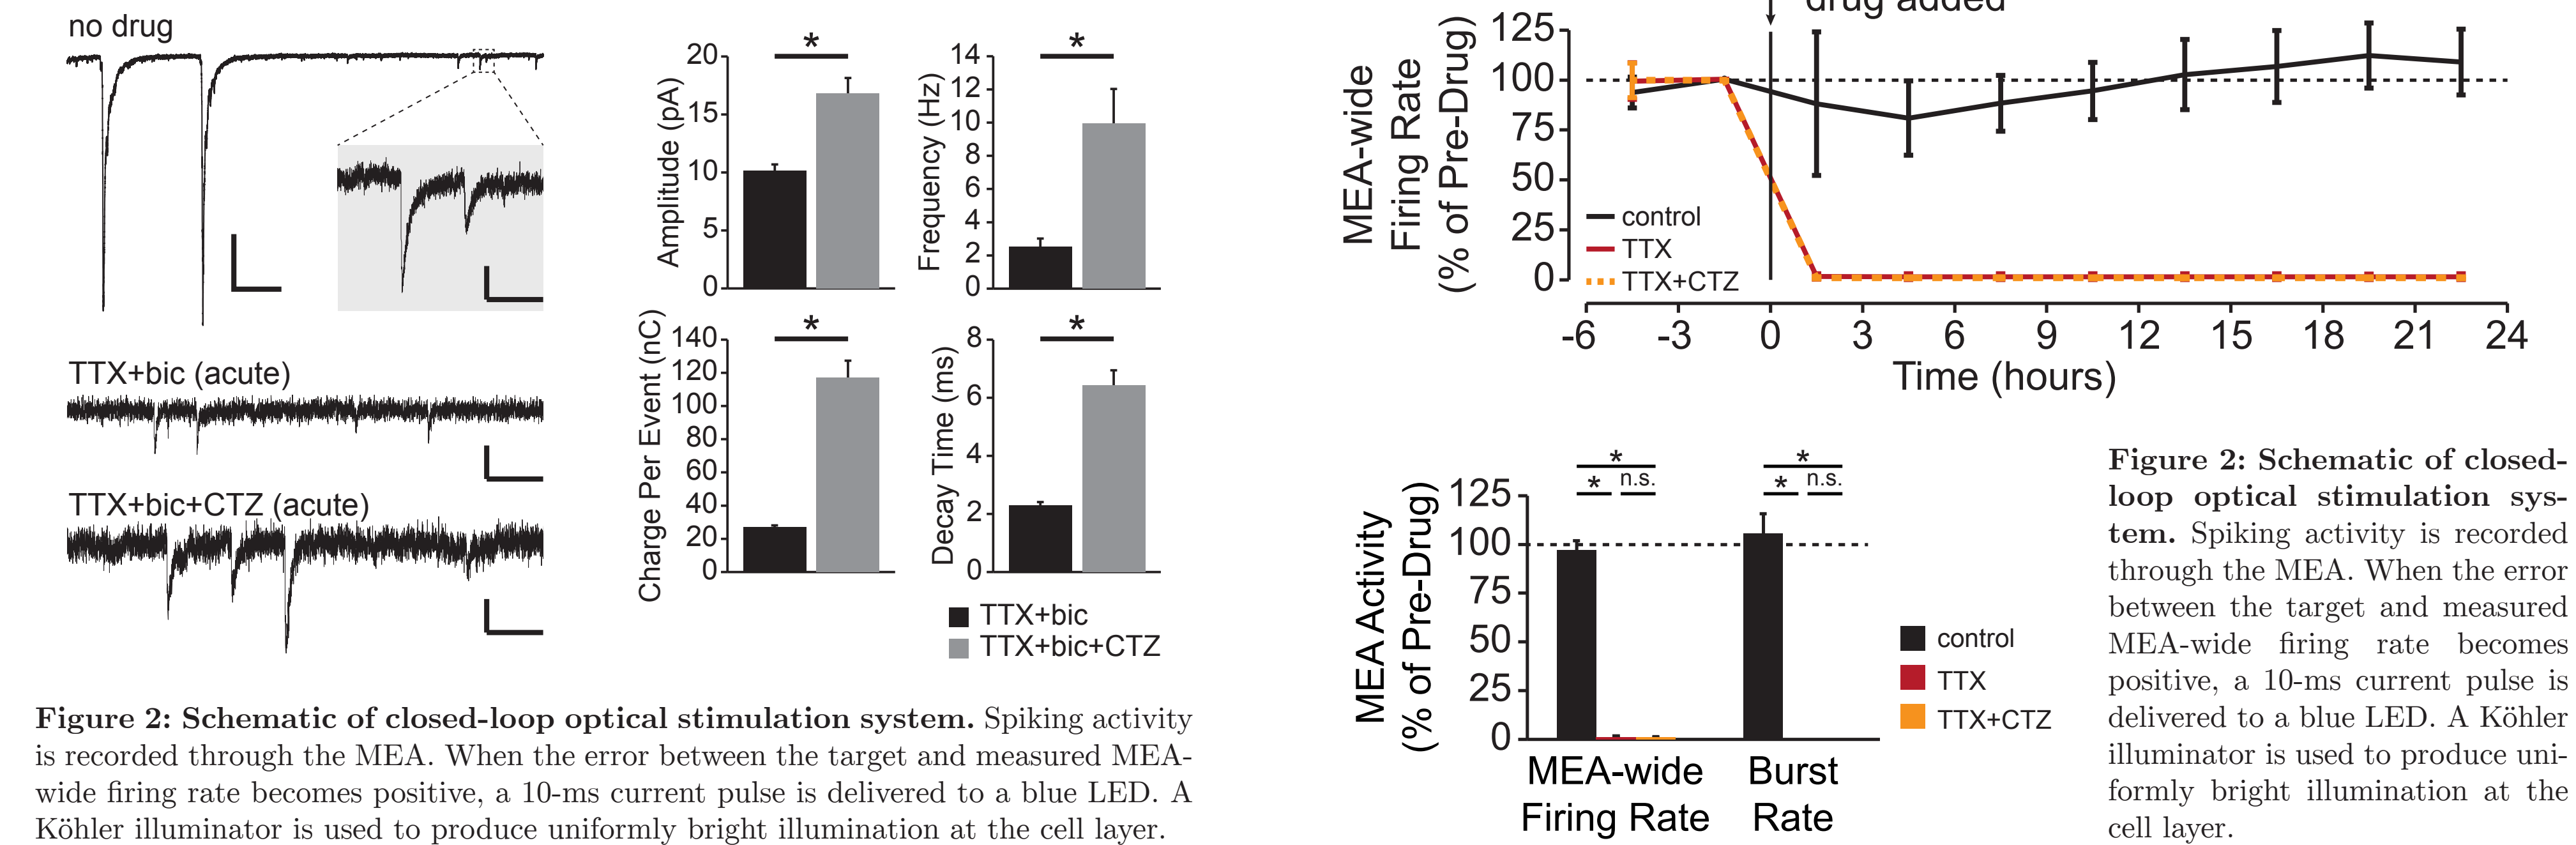 no drug
TTX+bic (acute)
TTX+bic+CTZ (acute)
*
20
15
10
5
0
Amplitude (pA)
*
14
12
10
8
6
4
2
0
Frequency (Hz)
*
140
120
100
80
60
40
20
0
Charge Per Event (nC)
*
8
6
4
2
0
Decay Time (ms)
TTX+bic
TTX+bic+CTZ
Figure 2: Schematic of closed-loop optical stimulation system. Spiking activity
is recorded through the MEA. When the error between the target and measured MEA-
wide firing rate becomes positive, a 10-ms current pulse is delivered to a blue LED. A
Köhler illuminator is used to produce uniformly bright illumination at the cell layer.
drug added
MEA-wide
Firing Rate
(% of Pre-Drug)
125
100
75
50
25
0
control
TTX
TTX+CTZ
-6 -3 0 3 6 9 12 15 18 21 24
Time (hours)
MEA Activity
(% of Pre-Drug)
125
100
75
50
25
0
* *
* n.s. * n.s.
MEA-wide
Firing Rate
Burst
Rate
control
TTX
TTX+CTZ
Figure 2: Schematic of closed-
loop optical stimulation sys-
tem. Spiking activity is recorded
through the MEA. When the error
between the target and measured
MEA-wide firing rate becomes
positive, a 10-ms current pulse is
delivered to a blue LED. A Köhler
illuminator is used to produce uni-
formly bright illumination at the
cell layer.